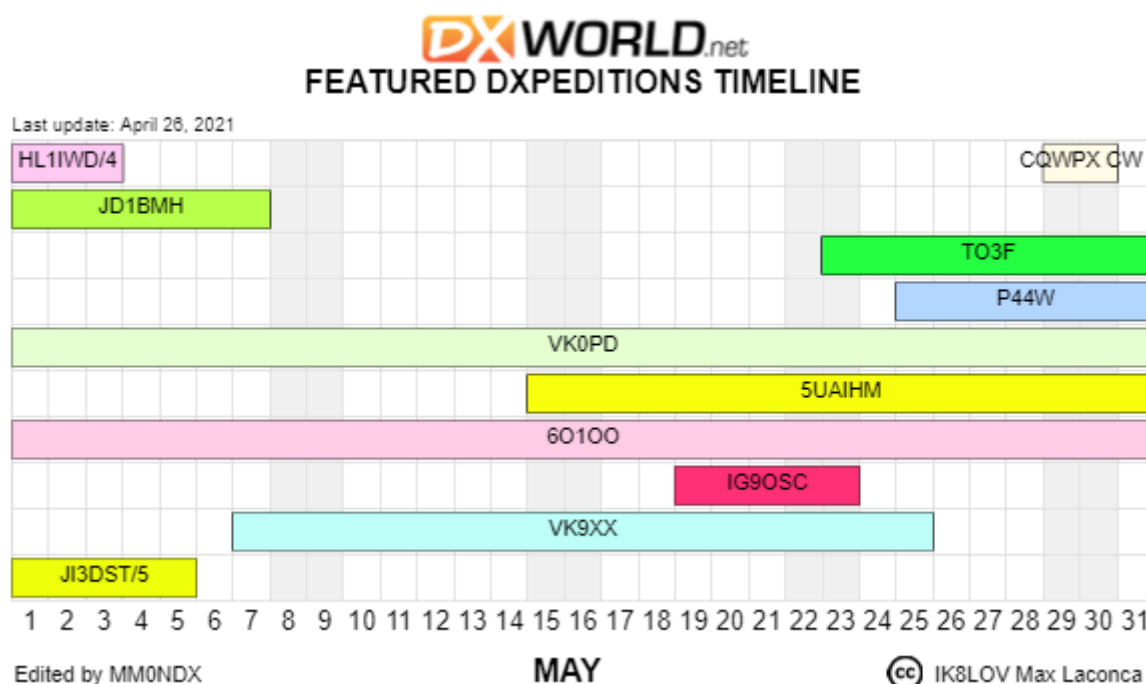 DX WORLD.net
FEATURED DXPEDITIONS TIMELINE
Last update: April 26, 2021
HL1IWD/4
CQWPX CW
JD1BMH
TO3F
P44W
VK0PD
5UAIHM
6O1OO
IG9OSC
VK9XX
JI3DST/5
1 2 3 4 5 6 7 8 9 10 11 12 13 14 15 16 17 18 19 20 21 22 23 24 25 26 27 28 29 30 31
Edited by MM0NDX
MAY
cc IK8LOV Max Laconca